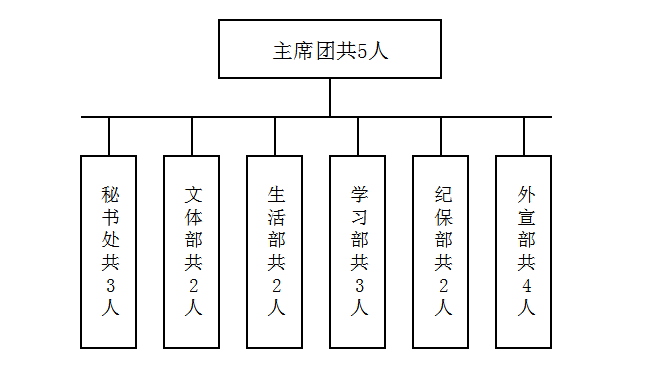 主席团共5人
秘书处共3人
文体部共2人
生活部共2人
学习部共3人
纪保部共2人
外宣部共4人